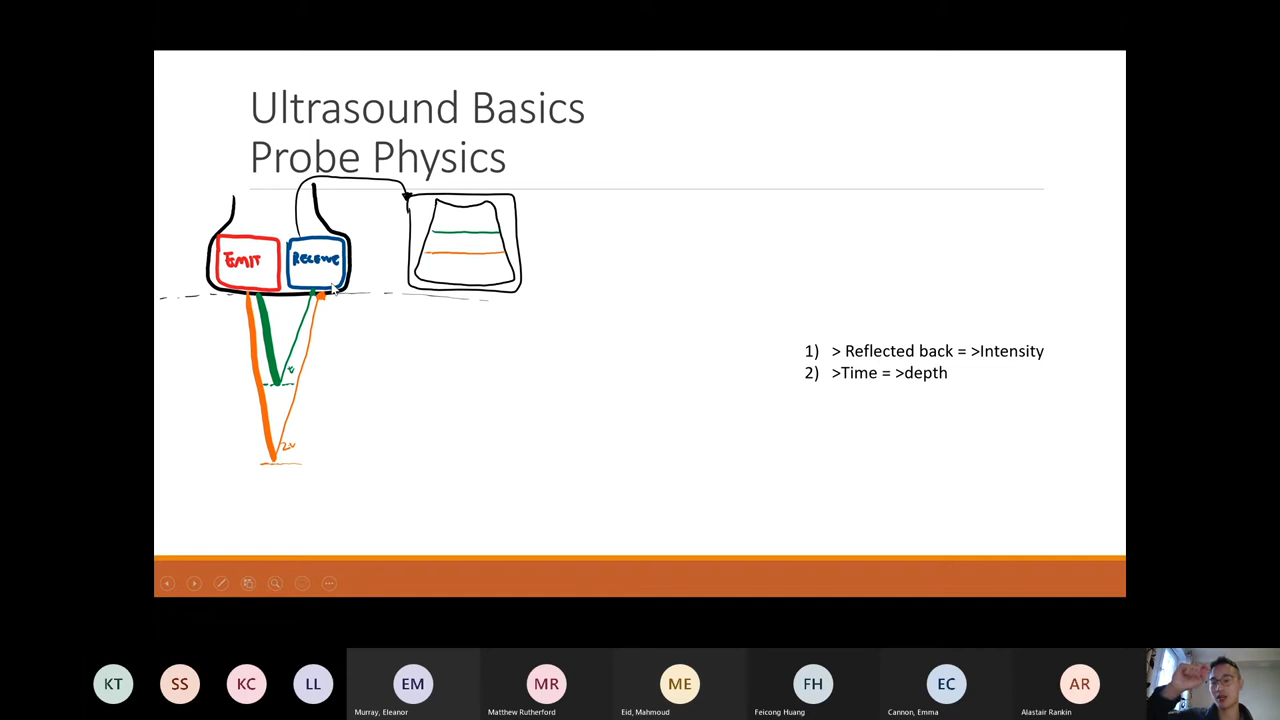 Ultrasound Basics
Probe Physics
EMIT
RECEIVE
1) > Reflected back = >Intensity
2) >Time = >depth
KT
SS
KC
LL
EM
MR
ME
FH
EC
AR
Murray, Eleanor
Matthew Rutherford
Eid, Mahmoud
Feicong Huang
Cannon, Emma
Alastair Rankin